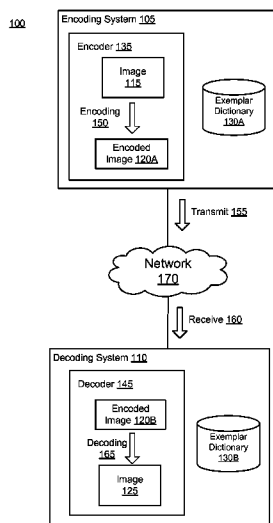 100
Encoding System 105
Encoder 135
Image
115
Encoding
150
Encoded
Image 120A
Exemplar
Dictionary
130A
Transmit 155
Network
170
Receive 160
Decoding System 110
Decoder 145
Encoded
Image 120B
Decoding
165
Image
125
Exemplar
Dictionary
130B